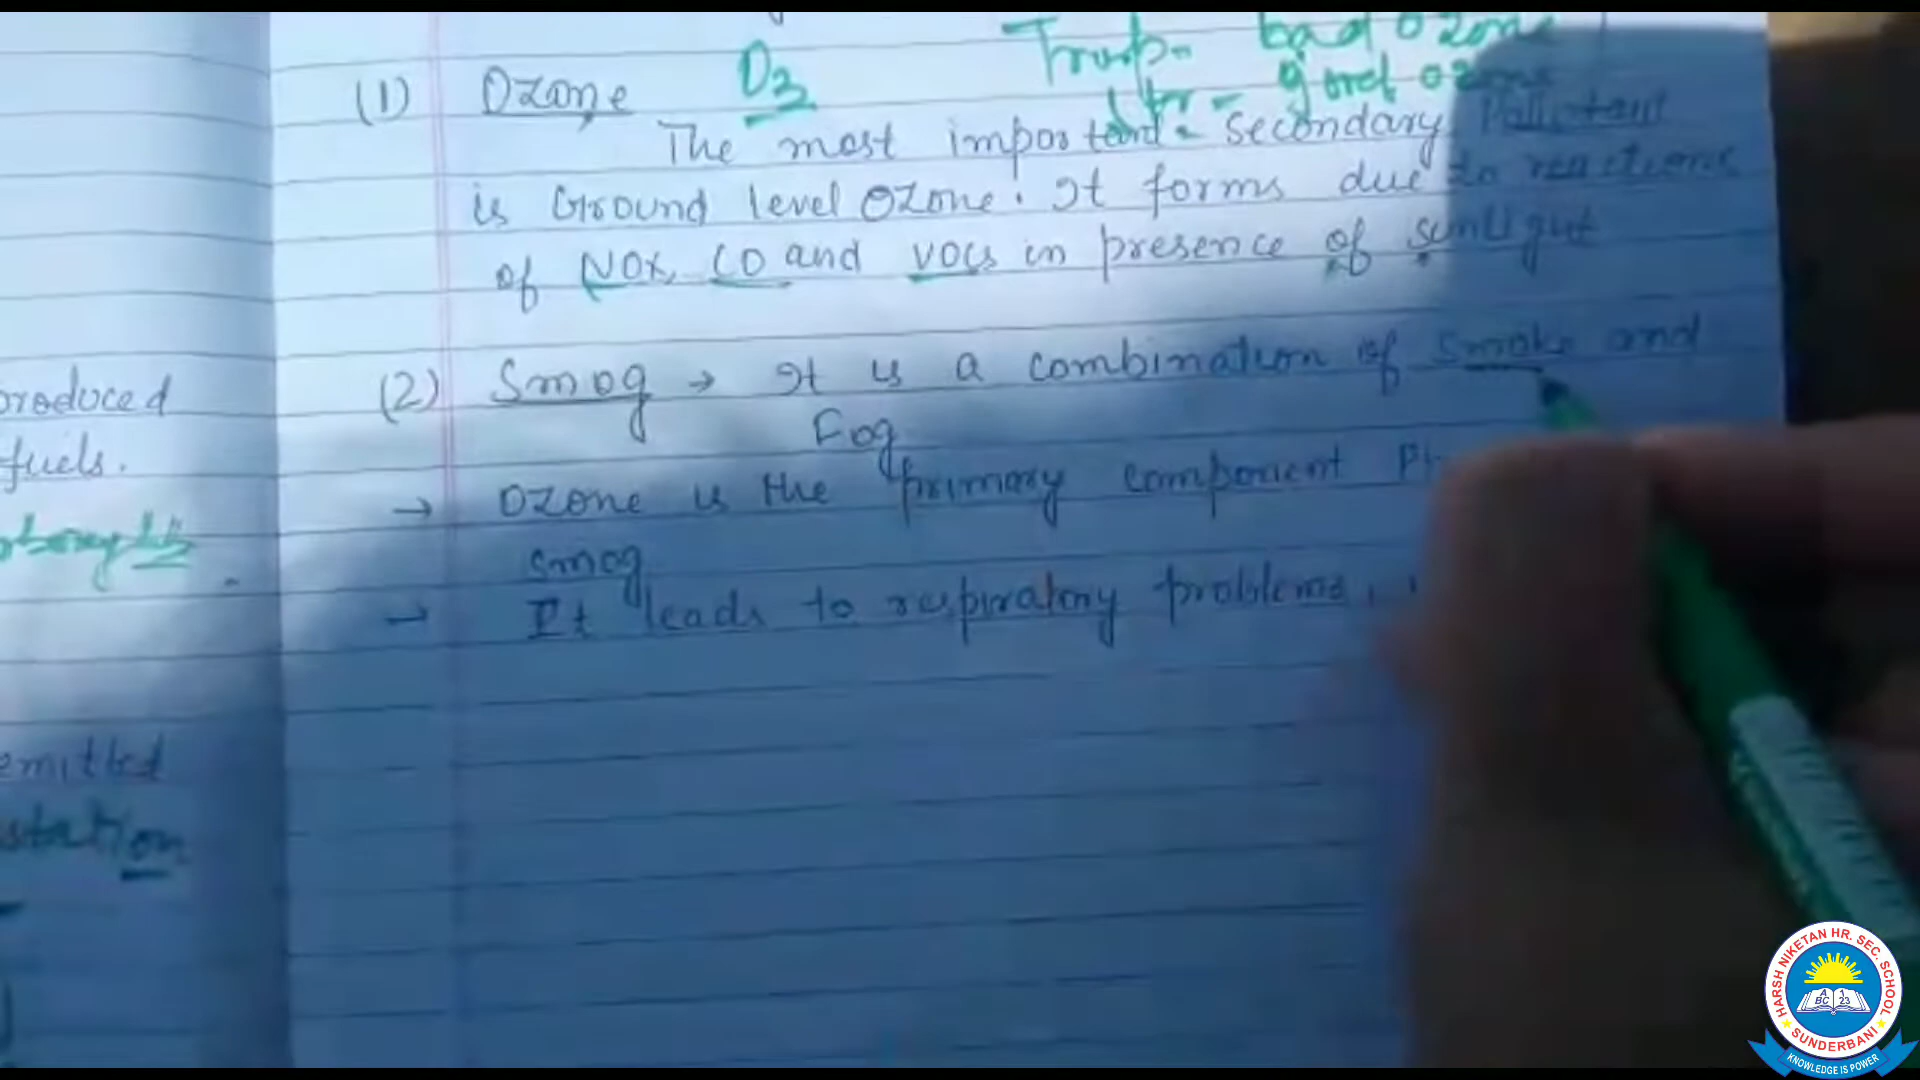 Trop- bad Ozone
(1) Ozone O3 Str - good ozone
The most important secondary Pollutant
is Ground level Ozone. It forms due to reactions
of NOx, CO and VOCs in presence of sunlight
(2) Smog → It is a combination of smoke and
Fog
→ Ozone is the primary component
smog
→ It leads to respiratory problems,
produced
fuels.
emitted
station
HARSH NIKETAN HR. SEC. SCHOOL
ABC 123
SUNDERBANI
KNOWLEDGE IS POWER